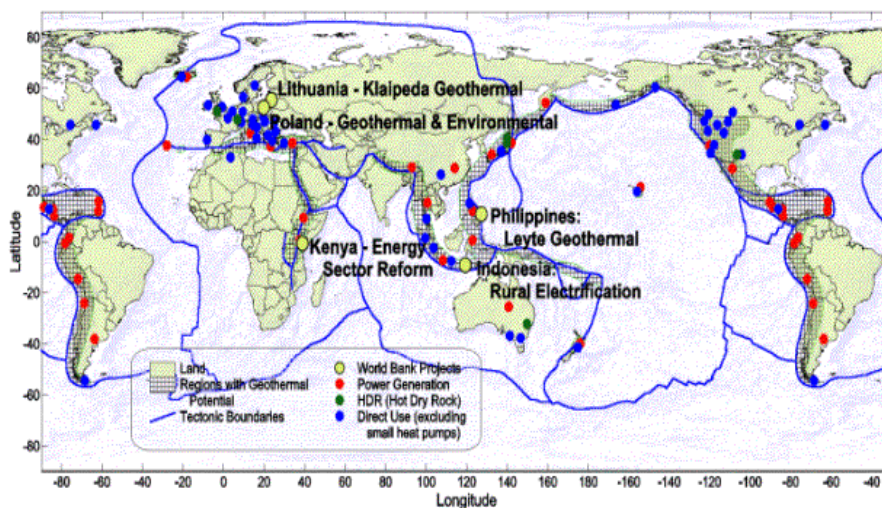 80
60
40
20
0
-20
-40
-60
-80
Latitude
Lithuania - Klaipeda Geothermal
Poland - Geothermal & Environmental
Philippines:
Leyte Geothermal
Kenya - Energy
Sector Reform
Indonesia:
Rural Electrification
Land
Regions with Geothermal
Potential
Tectonic Boundaries
World Bank Projects
Power Generation
HDR (Hot Dry Rock)
Direct Use (excluding
small heat pumps)
-80 -60 -40 -20 0 20 40 60 80 100 120 140 160 180 -160 -140 -120 -100 -80 -60 -40 -20 0
Longitude